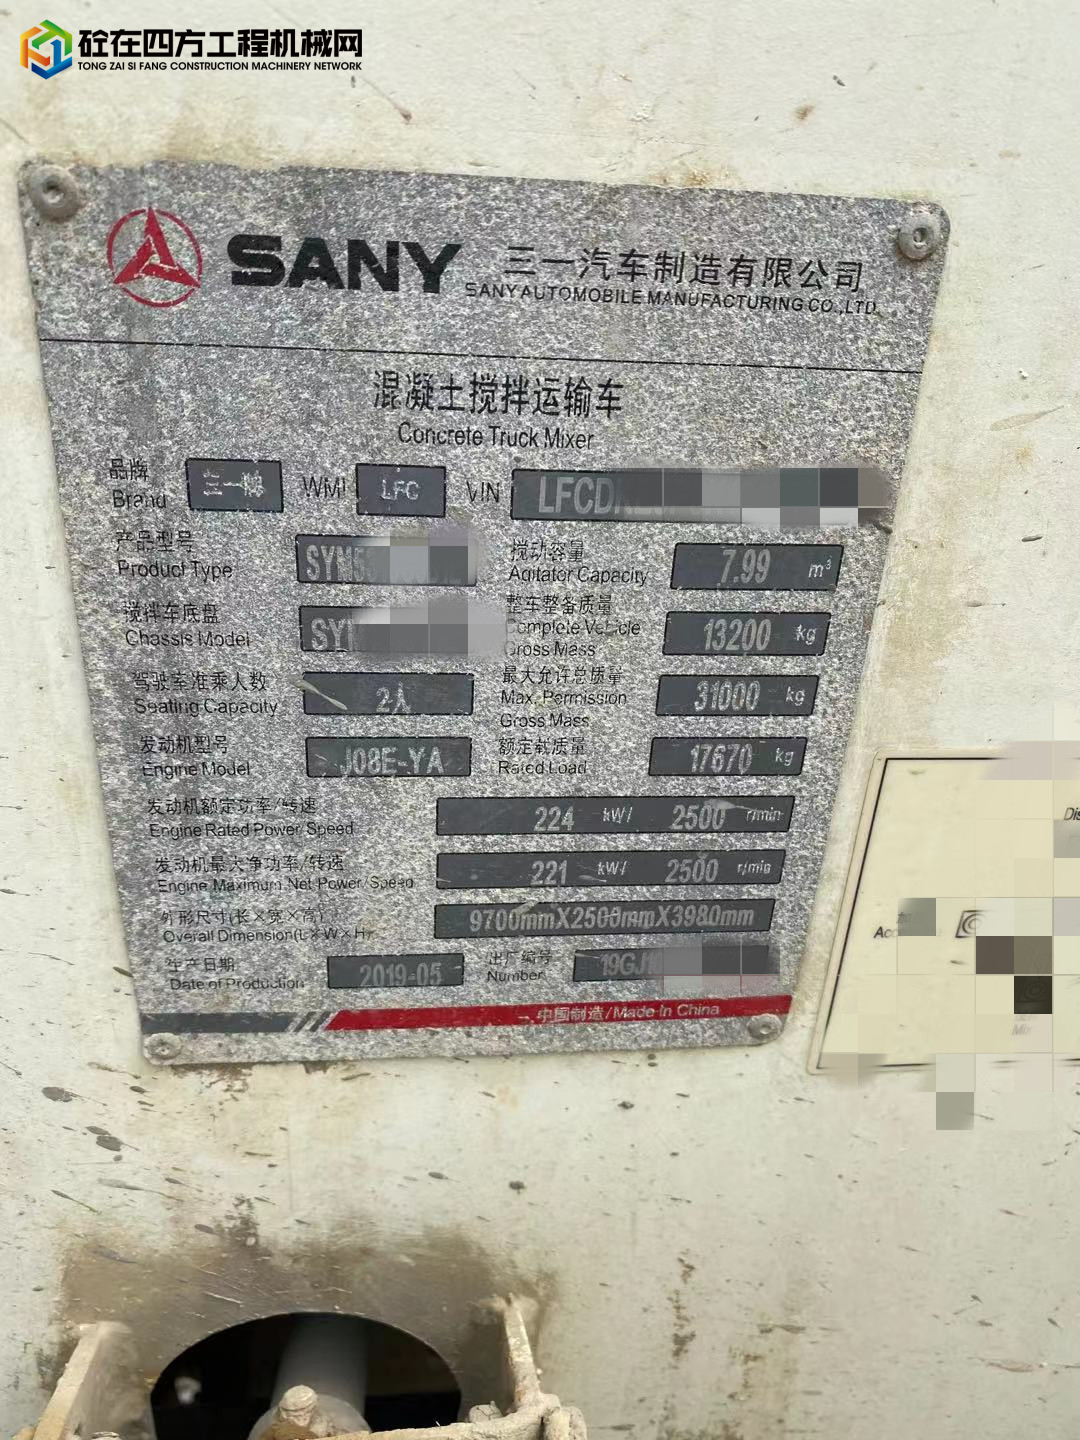 砼在四方工程机械网
TONG ZAI SI FANG CONSTRUCTION MACHINERY NETWORK
SANY 三一汽车制造有限公司
SANY AUTOMOBILE MANUFACTURING CO.,LTD.
混凝土搅拌运输车
Concrete Truck Mixer
品牌
Brand 三一牌 WMI LFC VIN LFCD
产品型号
Product Type SYM5
搅动容量
Agitator Capacity 7.99 m³
搅拌车底盘
Chassis Model SY
整车整备质量
Complete Vehicle
Gross Mass 13200 kg
驾驶室准乘人数
Seating Capacity 2人
最大允许总质量
Max. Permission
Gross Mass 31000 kg
发动机型号
Engine Model J08E-YA
额定载质量
Rated Load 17670 kg
发动机额定功率/转速
Engine Rated Power Speed 224 kW/ 2500 r/min
发动机最大净功率/转速
Engine Maximum Net Power/Speed 221 kW/ 2500 r/min
外形尺寸(长×宽×高)
Overall Dimension(L×W×H) 9700mmX2500mmX3980mm
生产日期
Date of Production 2019-05
出厂编号
Number 19GJ1
中国制造/Made In China